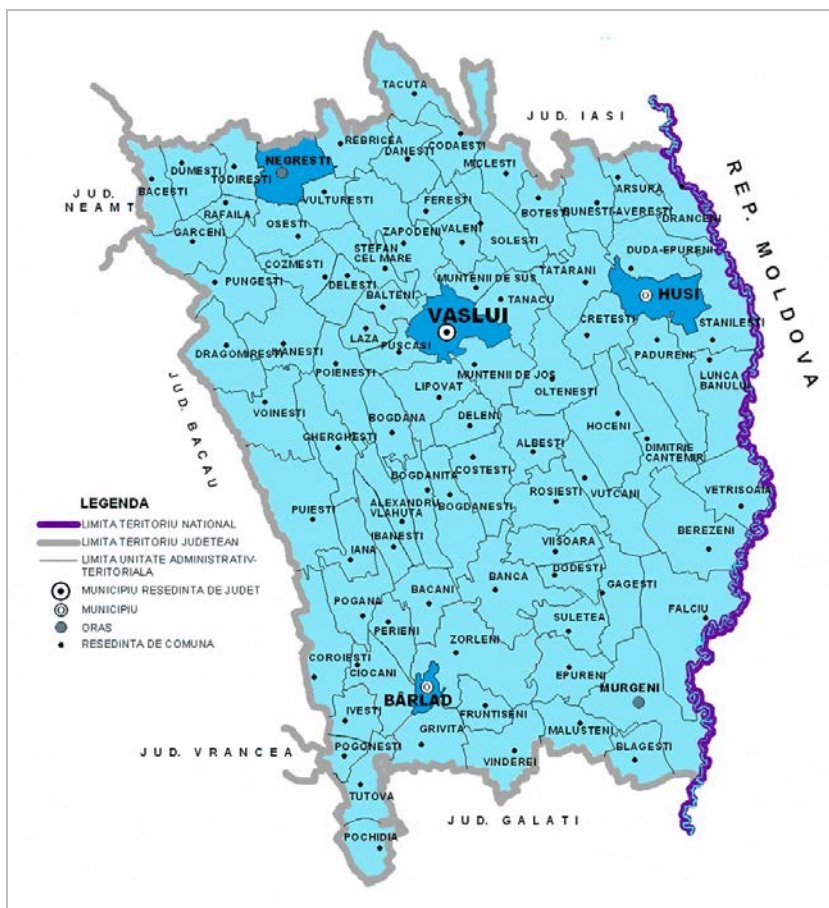 TACUTA
JUD. IASI
REBRICEA
CODAESTI
DANESTI
NEGRESTI
MICLESTI
DUMESTI
TODIRESTI
BACESTI
JUD.
NEAMT
RAFAILA
VULTURESTI
FERESTI
BOTESTI
BUNESTI-AVERESTI
ARSURA
DRANCENI
REP. MOLDOVA
GARCENI
OSESTI
ZAPODENI
VALENI
SOLESTI
STEFAN
CEL MARE
DUDA-EPURENI
COZMESTI
PUNGESTI
DELESTI
MUNTENII DE SUS
TATARANI
HUSI
BALTENI
TANACU
VASLUI
CRETESTI
STANILESTI
LAZA
PUSCASI
PADURENI
DRAGOMIRESTI
IVANESTI
POIENESTI
MUNTENII DE JOS
LUNCA
BANULUI
JUD. BACAU
LIPOVAT
OLTENESTI
VOINESTI
BOGDANA
DELENI
HOCENI
GHERGHESTI
ALBESTI
DIMITRIE
CANTEMIR
COSTESTI
BOGDANITA
VUTCANI
VETRISOAIA
ALEXANDRU
VLAHUTA
BOGDANESTI
ROSIESTI
PUIESTI
BEREZENI
IBANESTI
IANA
VIISOARA
DODESTI
BANCA
GAGESTI
BACANI
POGANA
FALCIU
PERIENI
SULETEA
ZORLENI
COROIESTI
CIOCANI
EPURENI
BÂRLAD
MURGENI
IVESTI
FRUNTISENI
GRIVITA
MALUSTENI
JUD. VRANCEA
POGONESTI
VINDEREI
BLAGESTI
TUTOVA
JUD. GALATI
POCHIDIA
LEGENDA
LIMITA TERITORIU NATIONAL
LIMITA TERITORIU JUDETEAN
LIMITA UNITATE ADMINISTRATIV-
TERITORIALA
MUNICIPIU RESEDINTA DE JUDET
MUNICIPIU
ORAS
RESEDINTA DE COMUNA